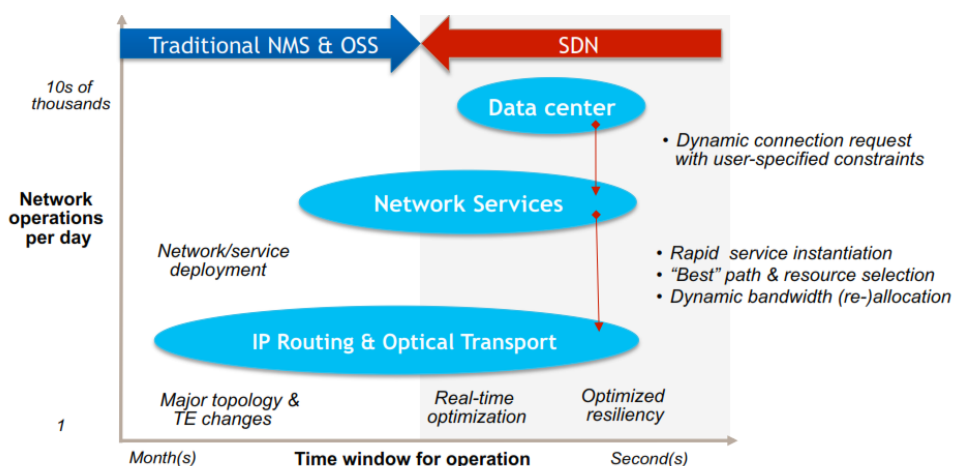 Traditional NMS & OSS
SDN
10s of
thousands
Data center
• Dynamic connection request
with user-specified constraints
Network
operations
per day
Network Services
Network/service
deployment
• Rapid service instantiation
• “Best” path & resource selection
• Dynamic bandwidth (re-)allocation
IP Routing & Optical Transport
Major topology &
TE changes
Real-time
optimization
Optimized
resiliency
1
Month(s)
Time window for operation
Second(s)